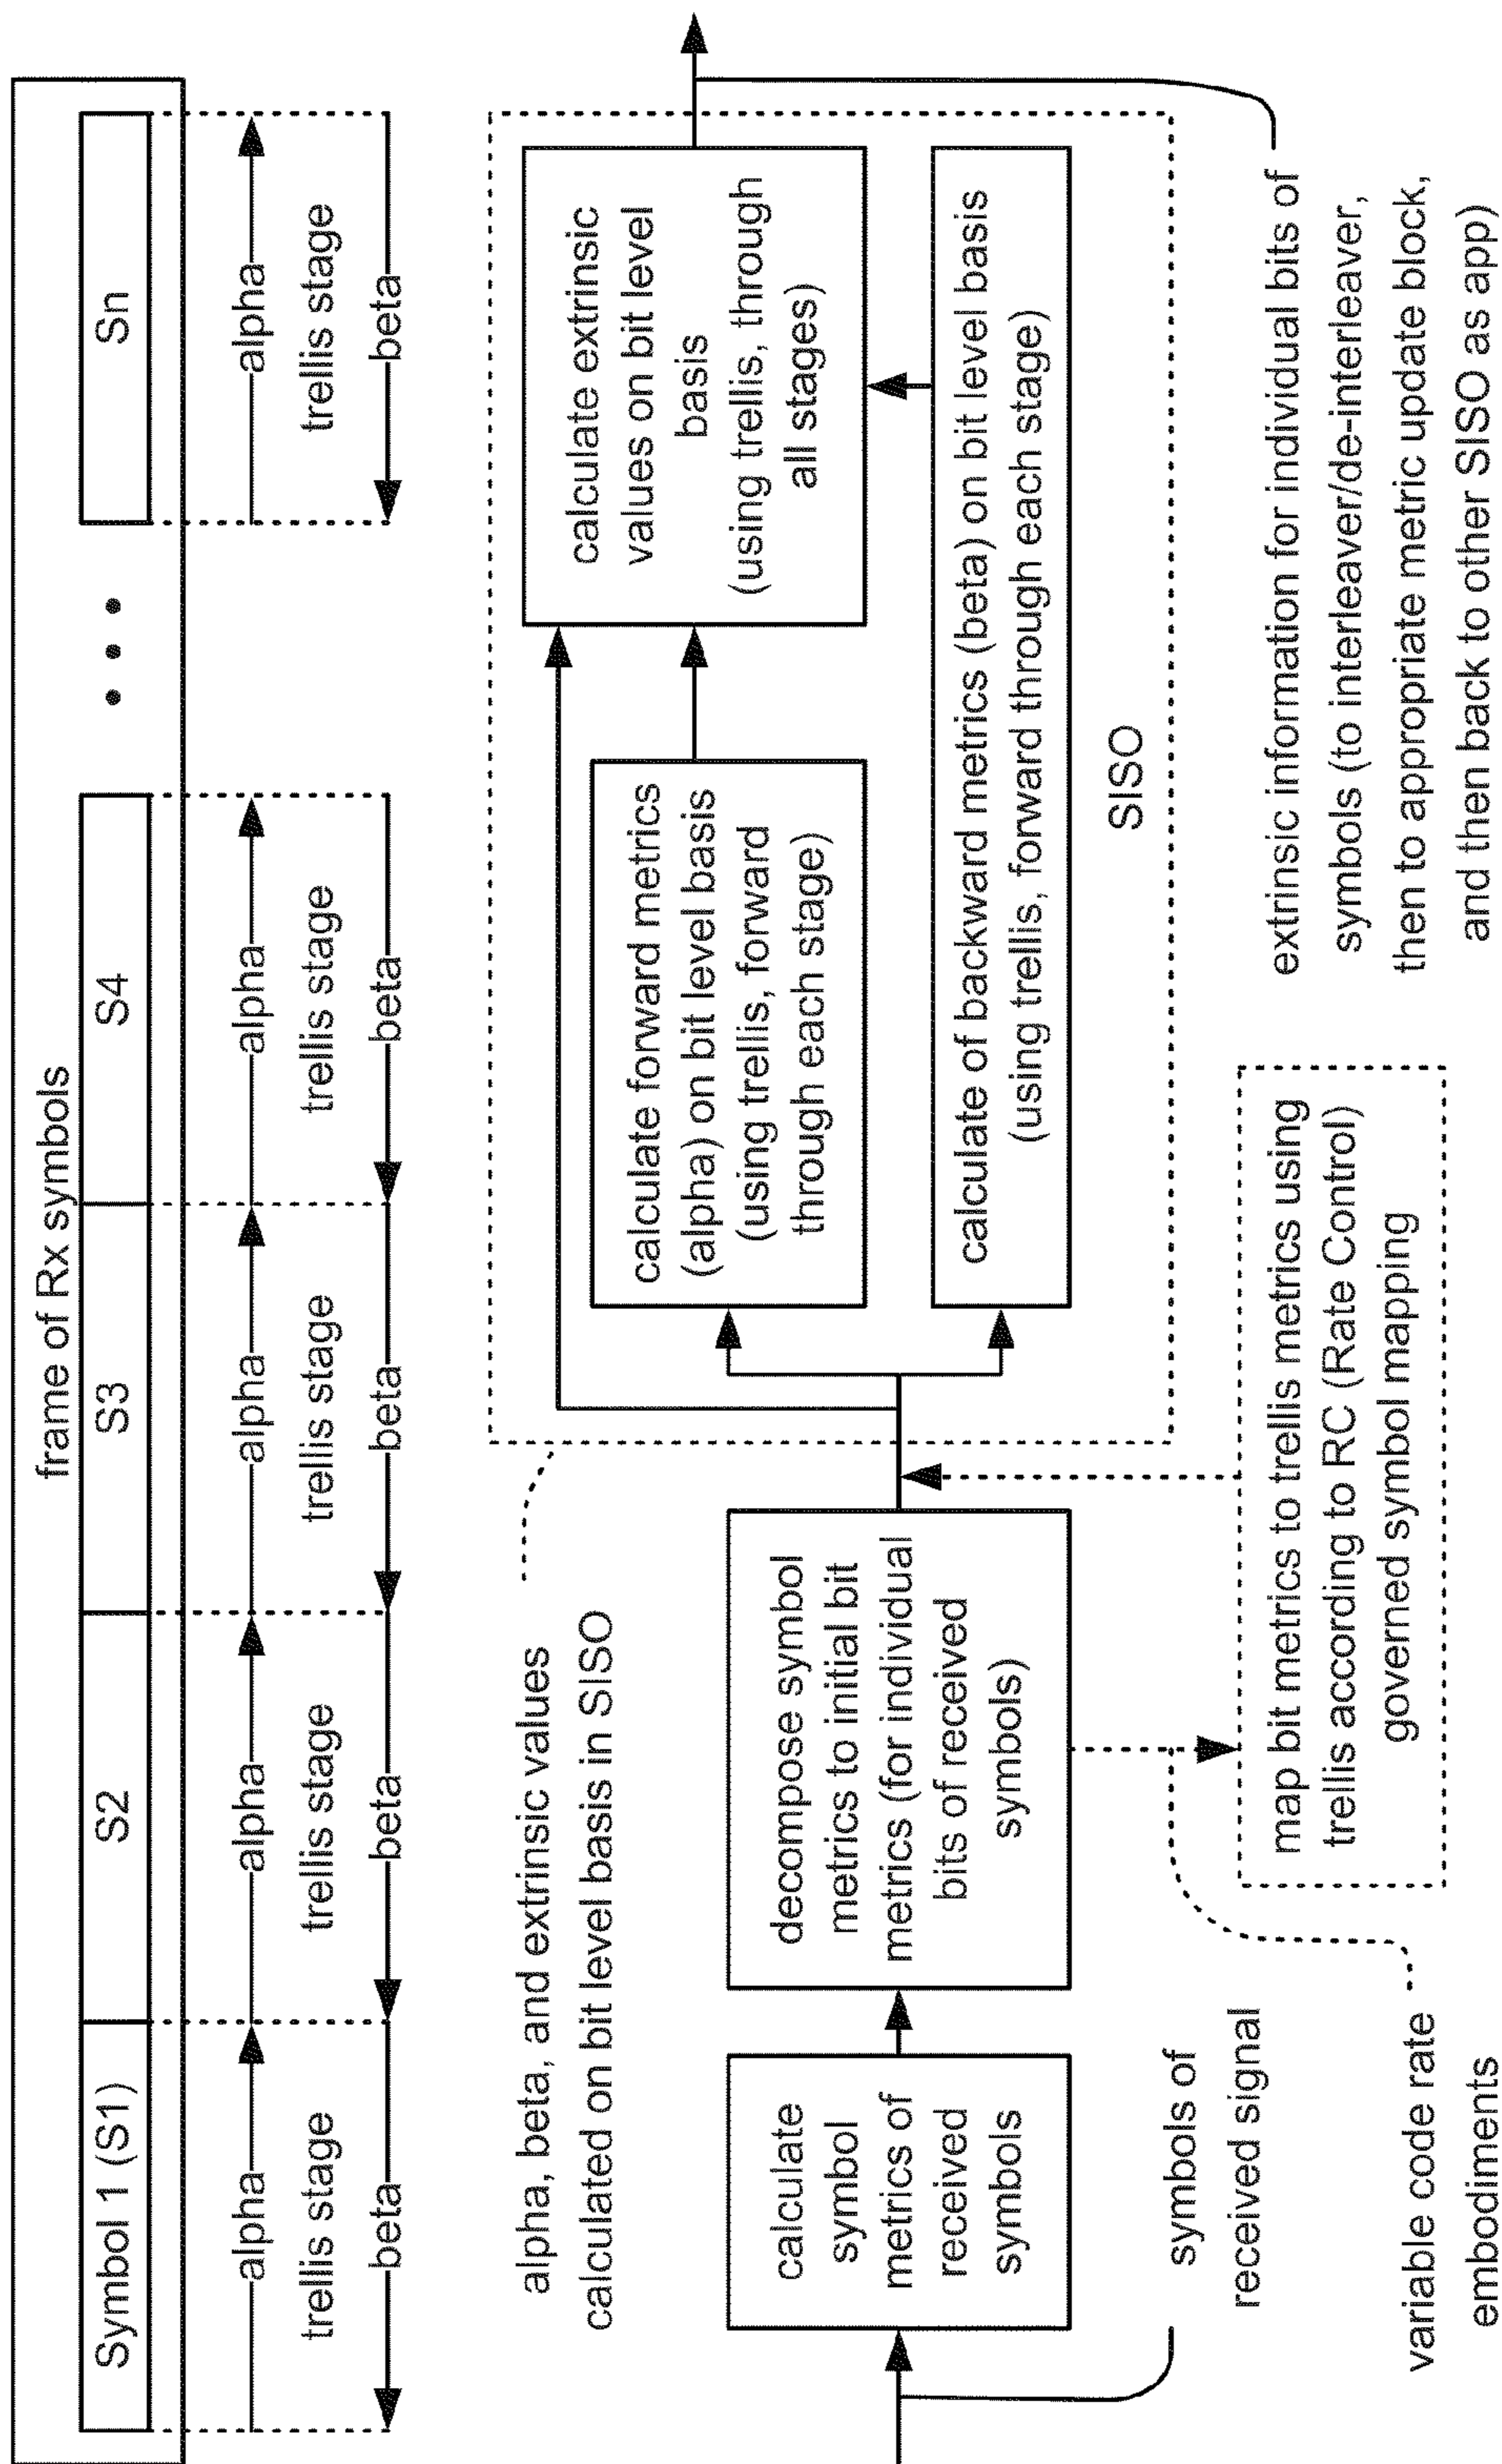 frame of Rx symbols
Symbol 1 (S1)
S2
S3
S4
• • •
Sn
alpha
trellis stage
beta
alpha
trellis stage
beta
alpha
trellis stage
beta
alpha
trellis stage
beta
alpha
trellis stage
beta
alpha, beta, and extrinsic values
calculated on bit level basis in SISO
calculate
symbol
metrics of
received
symbols
decompose symbol
metrics to initial bit
metrics (for individual
bits of received
symbols)
calculate forward metrics
(alpha) on bit level basis
(using trellis, forward
through each stage)
calculate extrinsic
values on bit level
basis
(using trellis, through
all stages)
calculate of backward metrics (beta) on bit level basis
(using trellis, forward through each stage)
SISO
symbols of
received signal
variable code rate
embodiments
map bit metrics to trellis metrics using
trellis according to RC (Rate Control)
governed symbol mapping
extrinsic information for individual bits of
symbols (to interleaver/de-interleaver,
then to appropriate metric update block,
and then back to other SISO as app)